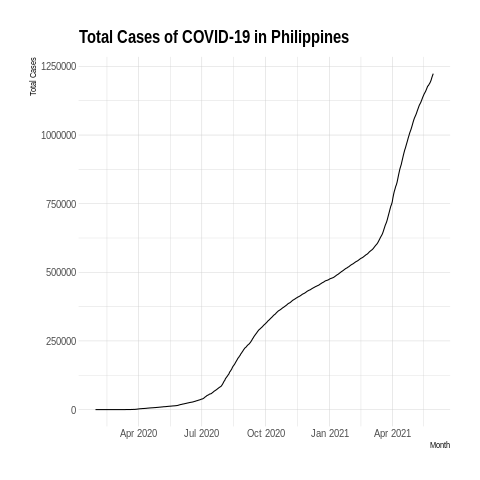 Total Cases of COVID-19 in Philippines
Total Cases
1250000
1000000
750000
500000
250000
0
Apr 2020 Jul 2020 Oct 2020 Jan 2021 Apr 2021
Month